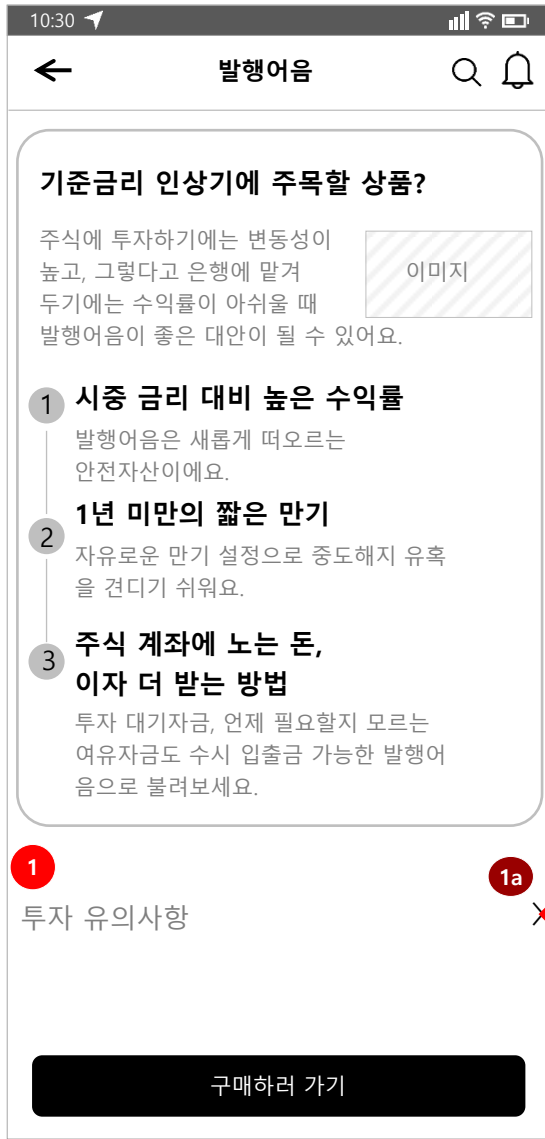 10:30
발행어음
기준금리 인상기에 주목할 상품?
주식에 투자하기에는 변동성이
높고, 그렇다고 은행에 맡겨
두기에는 수익률이 아쉬울 때
발행어음이 좋은 대안이 될 수 있어요.
이미지
1
시중 금리 대비 높은 수익률
발행어음은 새롭게 떠오르는
안전자산이에요.
2
1년 미만의 짧은 만기
자유로운 만기 설정으로 중도해지 유혹
을 견디기 쉬워요.
3
주식 계좌에 노는 돈,
이자 더 받는 방법
투자 대기자금, 언제 필요할지 모르는
여유자금도 수시 입출금 가능한 발행어
음으로 불려보세요.
1
1a
투자 유의사항
구매하러 가기